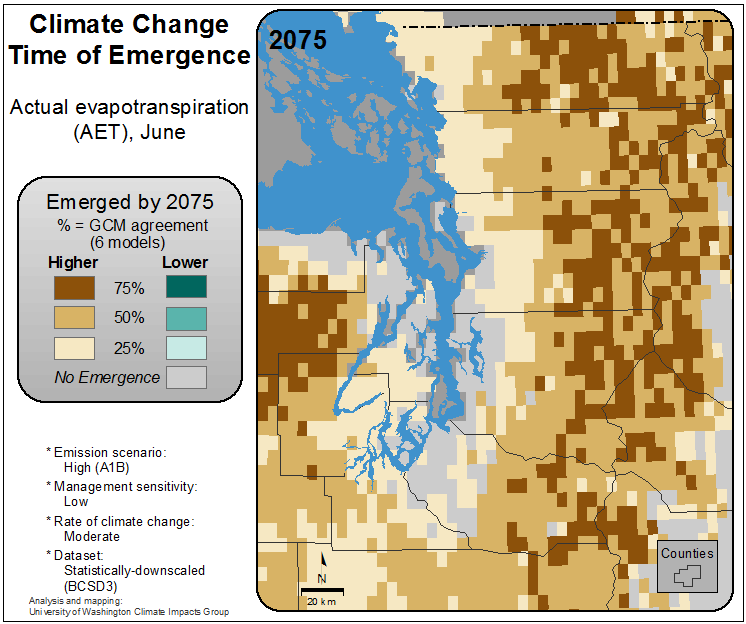 Climate Change
Time of Emergence
Actual evapotranspiration
(AET), June
Emerged by 2075
% = GCM agreement
(6 models)
Higher Lower
75%
50%
25%
No Emergence
* Emission scenario:
High (A1B)
* Management sensitivity:
Low
* Rate of climate change:
Moderate
* Dataset:
Statistically-downscaled
(BCSD3)
Analysis and mapping:
University of Washington Climate Impacts Group
2075
N
20 km
Counties